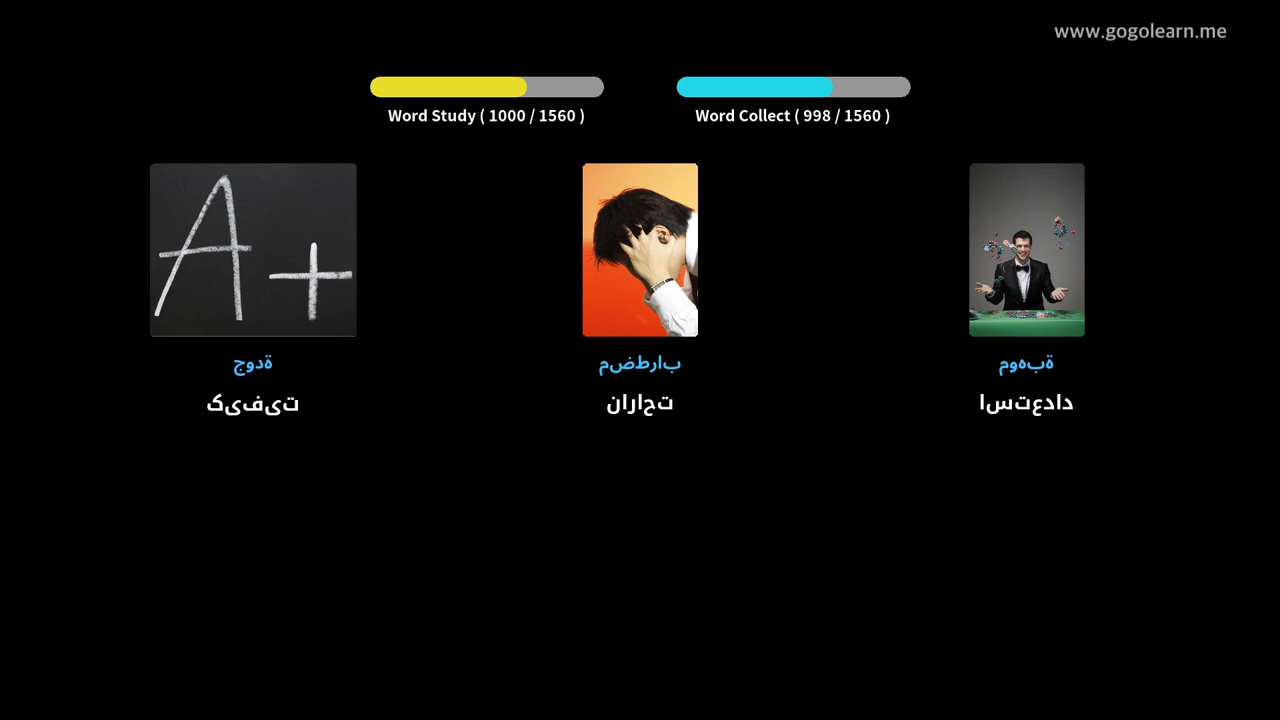 www.gogolearn.me
Word Study ( 1000 / 1560 )
Word Collect ( 998 / 1560 )
ةدوج
بارطضم
ةبهوم
تیفیک
تحاران
دادعتسا
A+